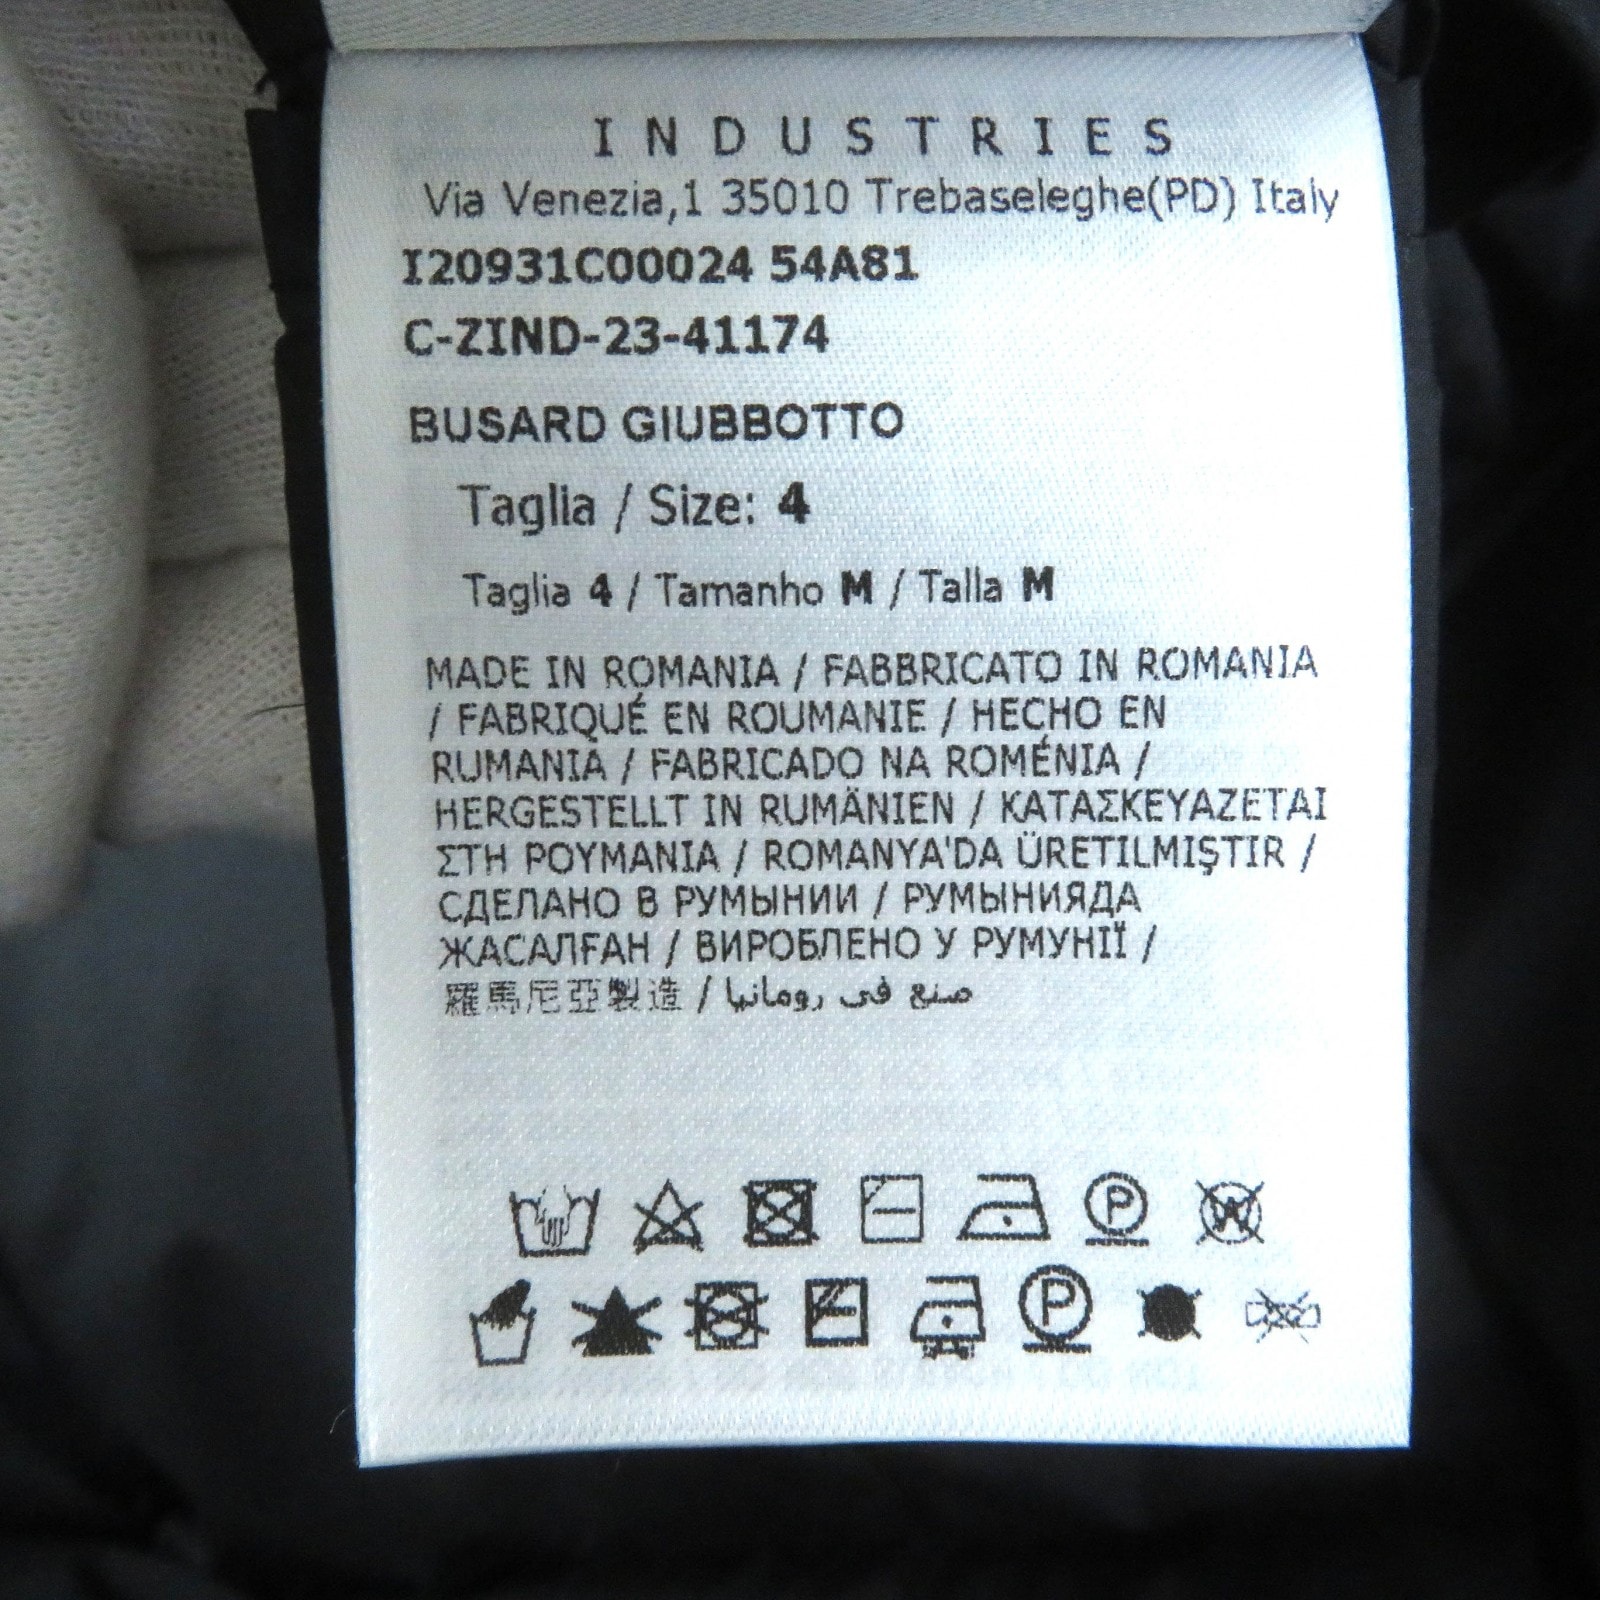 INDUSTRIES
Via Venezia,1 35010 Trebaseleghe(PD) Italy
I20931C00024 54A81
C-ZIND-23-41174
BUSARD GIUBBOTTO
Taglia / Size: 4
Taglia 4 / Tamanho M / Talla M
MADE IN ROMANIA / FABBRICATO IN ROMANIA
/ FABRIQUÉ EN ROUMANIE / HECHO EN
RUMANIA / FABRICADO NA ROMÉNIA /
HERGESTELLT IN RUMÄNIEN / ΚΑΤΑΣΚΕΥΑΖΕΤΑΙ
ΣΤΗ ΡΟΥΜΑΝΙΑ / ROMANYA'DA ÜRETILMIŞTIR /
СДЕЛАНО В РУМЫНИИ / РУМЫНИЯДА
ЖАСАЛҒАН / ВИРОБЛЕНО У РУМУНІЇ /
羅馬尼亞製造 / صنع في رومانيا
P W
P